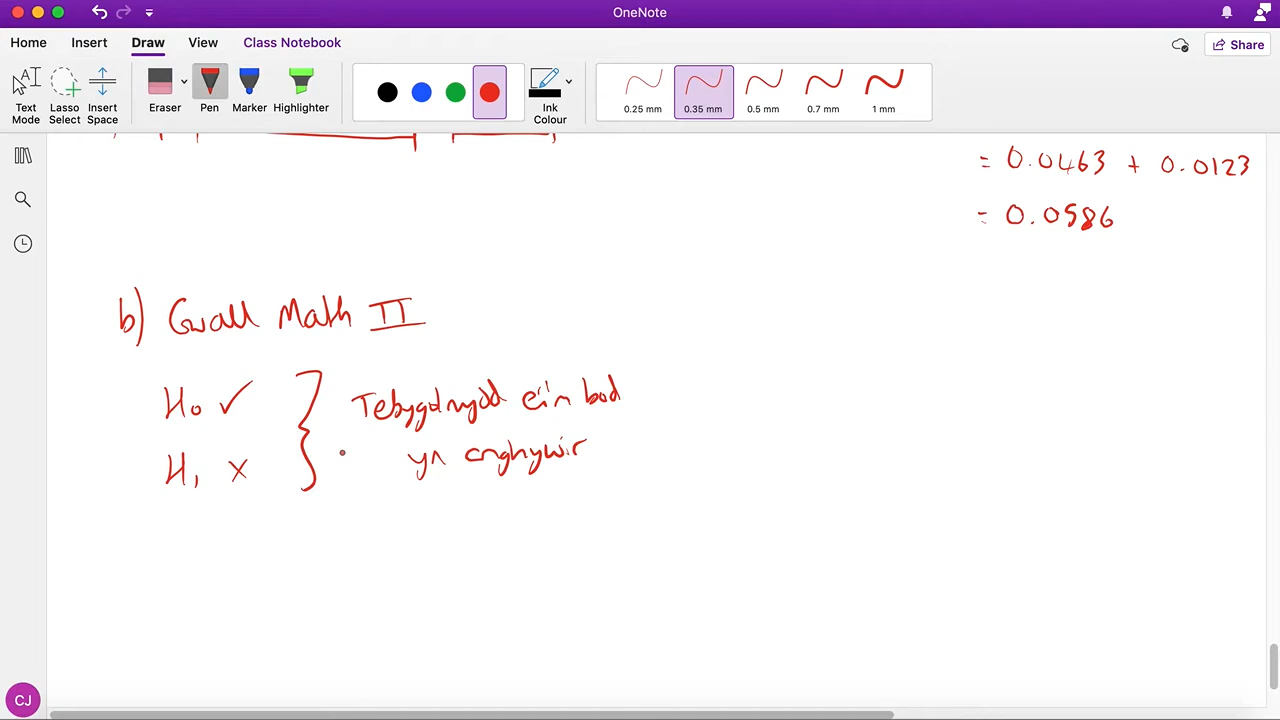 OneNote
Home Insert Draw View Class Notebook
Share
Eraser Pen Marker Highlighter
Text Mode
Lasso Select
Insert Space
Ink Colour
0.25 mm 0.35 mm 0.5 mm 0.7 mm 1 mm
= 0.0463 + 0.0123
= 0.0586
b) Gwall Math II
H₀ ✓
Tebygolrwydd ein bod
H₁ ×
yn anghywir
CJ